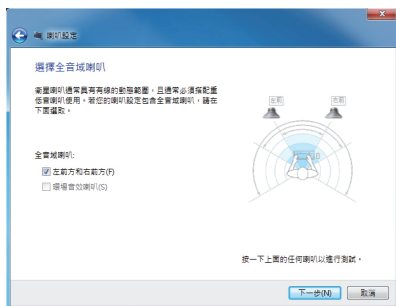 喇叭設定
選擇全音域喇叭
衛星喇叭通常具有有線的動態範圍，且通常必須搭配重
低音喇叭使用。若您的喇叭設定包含全音域喇叭，請在
下面選取。
左前
右前
全音域喇叭:
左前方和右前方(F)
環場音效喇叭(S)
按一下上面的任何喇叭以進行測試。
下一步(N)
取消